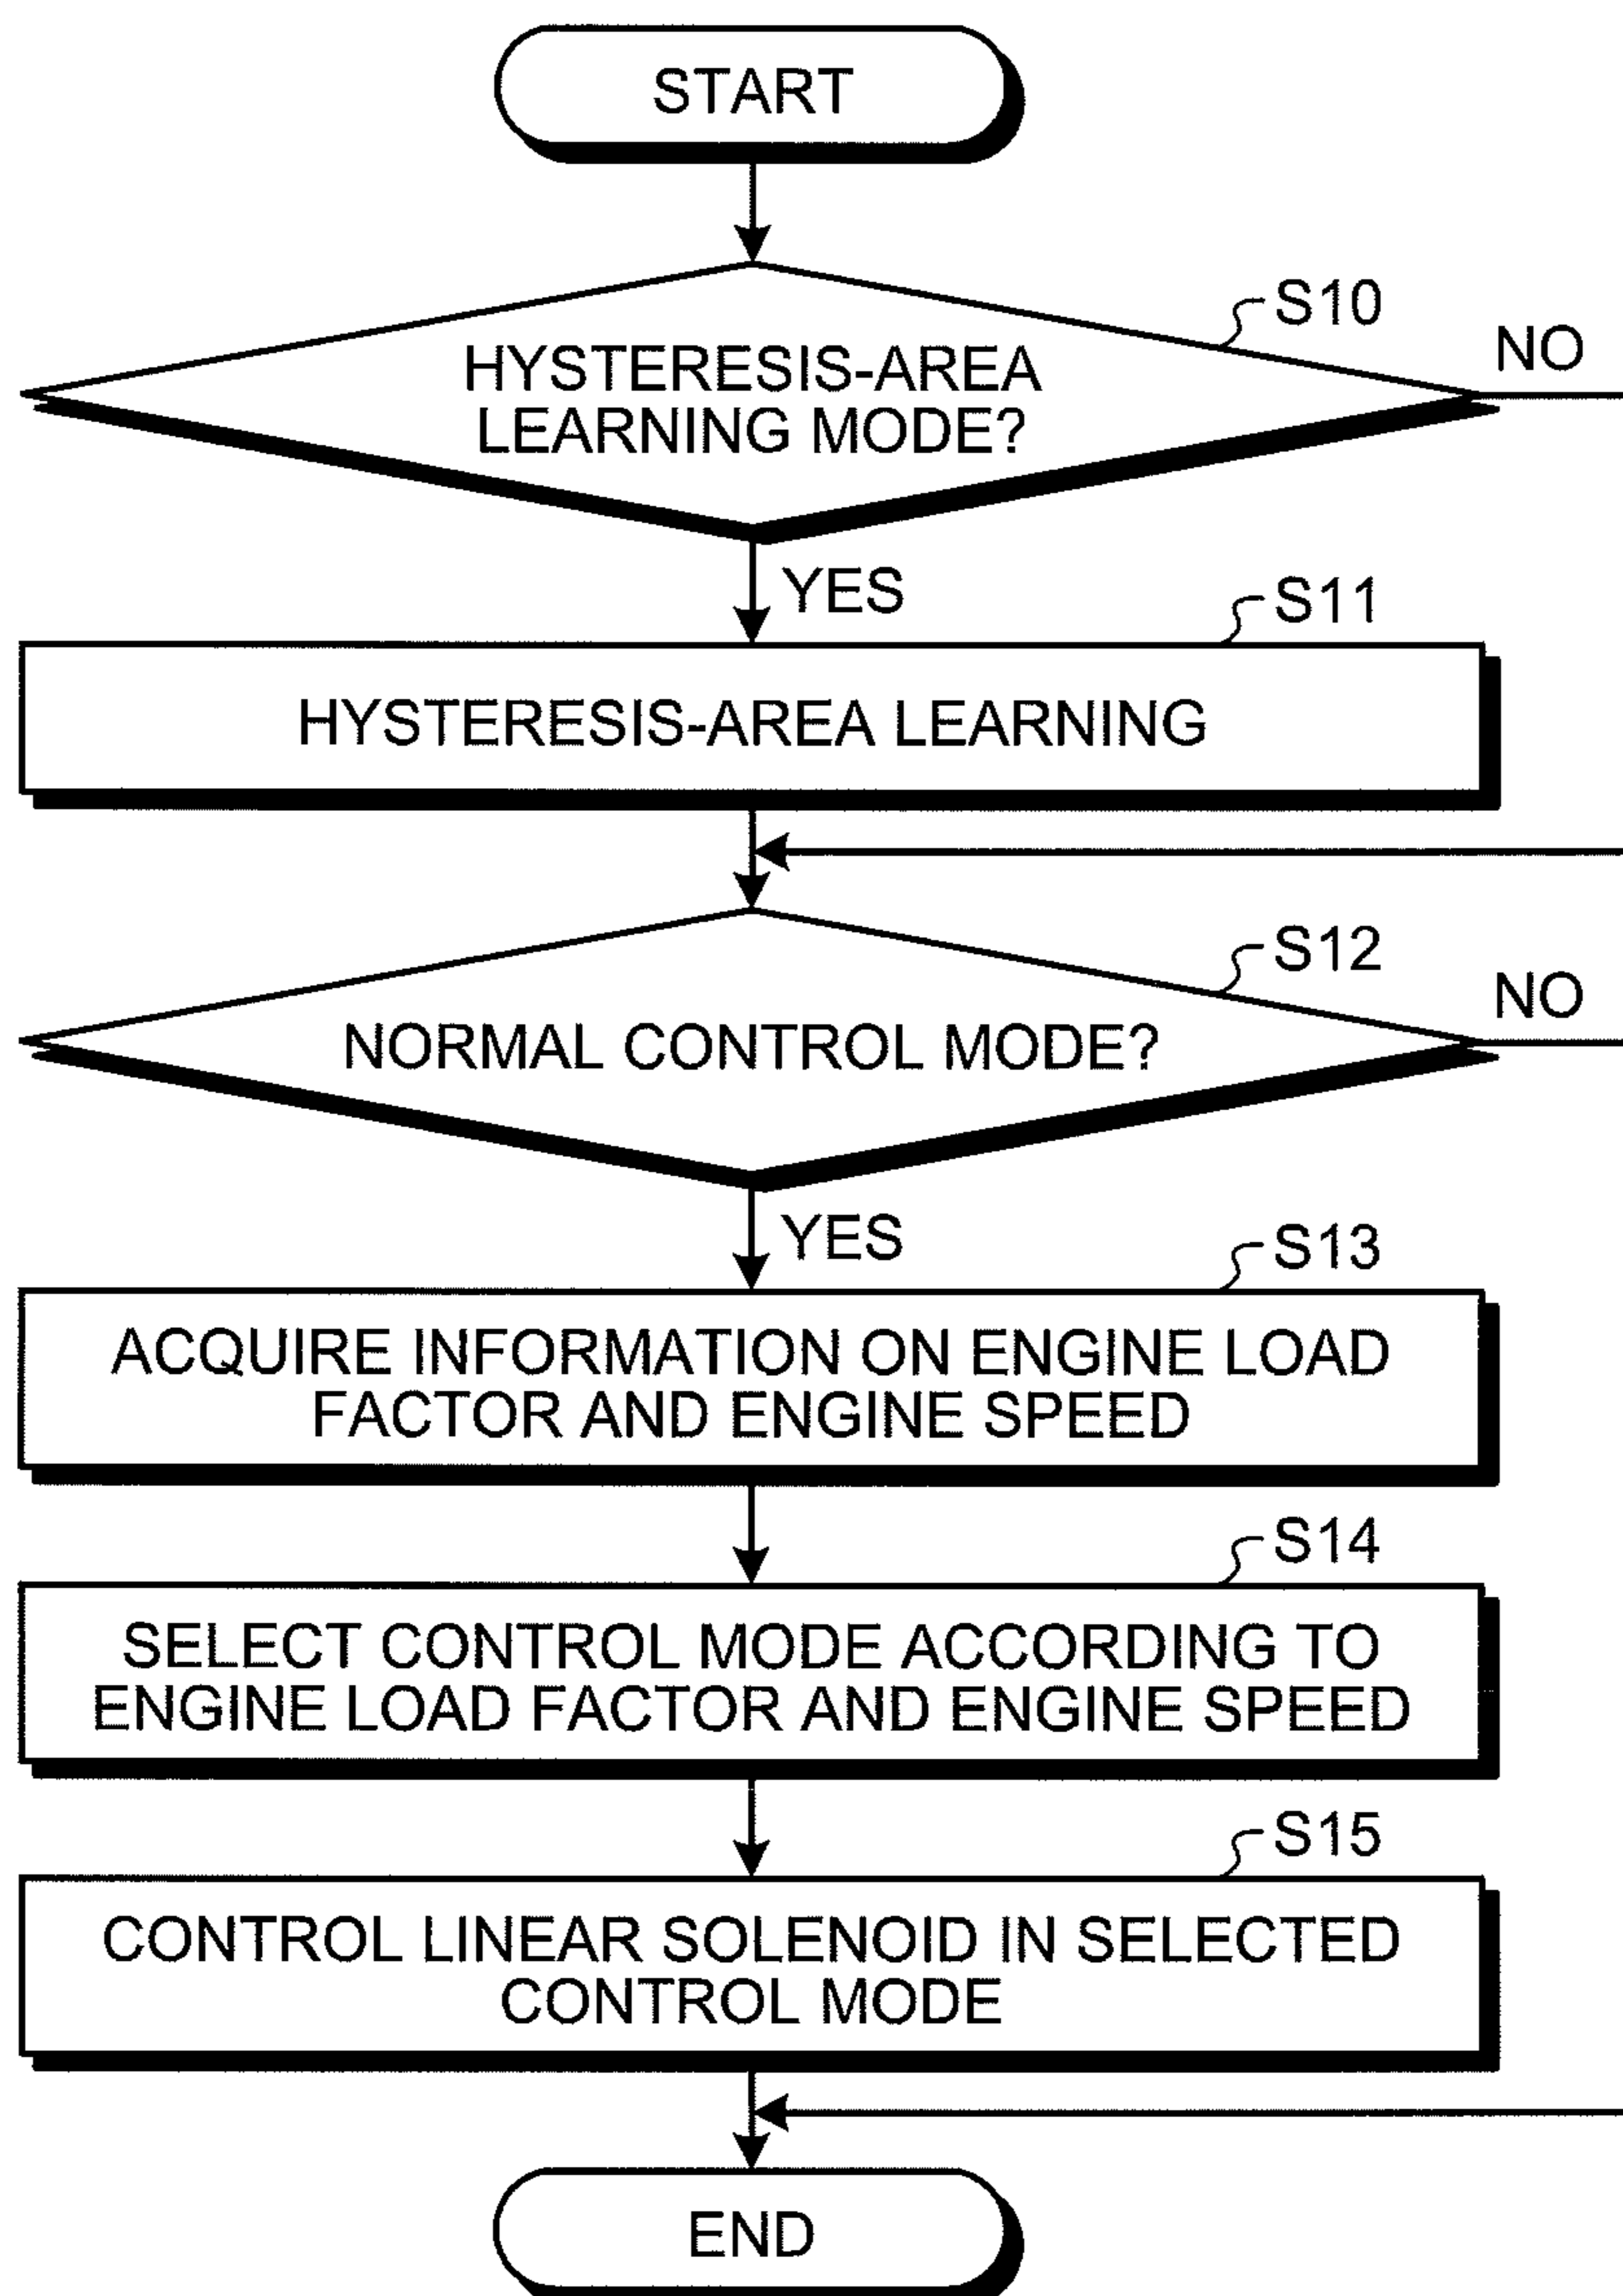 START
S10
NO
HYSTERESIS-AREA
LEARNING MODE?
YES
S11
HYSTERESIS-AREA LEARNING
S12
NO
NORMAL CONTROL MODE?
YES
S13
ACQUIRE INFORMATION ON ENGINE LOAD
FACTOR AND ENGINE SPEED
S14
SELECT CONTROL MODE ACCORDING TO
ENGINE LOAD FACTOR AND ENGINE SPEED
S15
CONTROL LINEAR SOLENOID IN SELECTED
CONTROL MODE
END